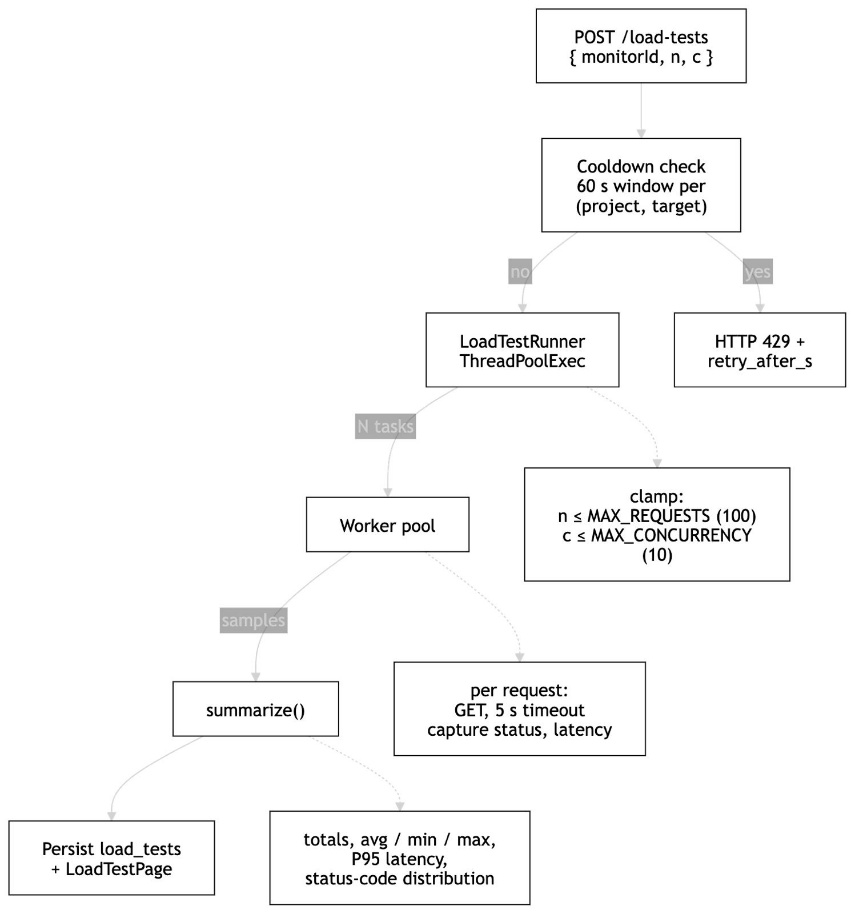 POST /load-tests
{ monitorId, n, c }
Cooldown check
60 s window per
(project, target)
no
yes
LoadTestRunner
ThreadPoolExec
HTTP 429 +
retry_after_s
N tasks
clamp:
n ≤ MAX_REQUESTS (100)
c ≤ MAX_CONCURRENCY
(10)
Worker pool
samples
per request:
GET, 5 s timeout
capture status, latency
summarize()
Persist load_tests
+ LoadTestPage
totals, avg / min / max,
P95 latency,
status-code distribution